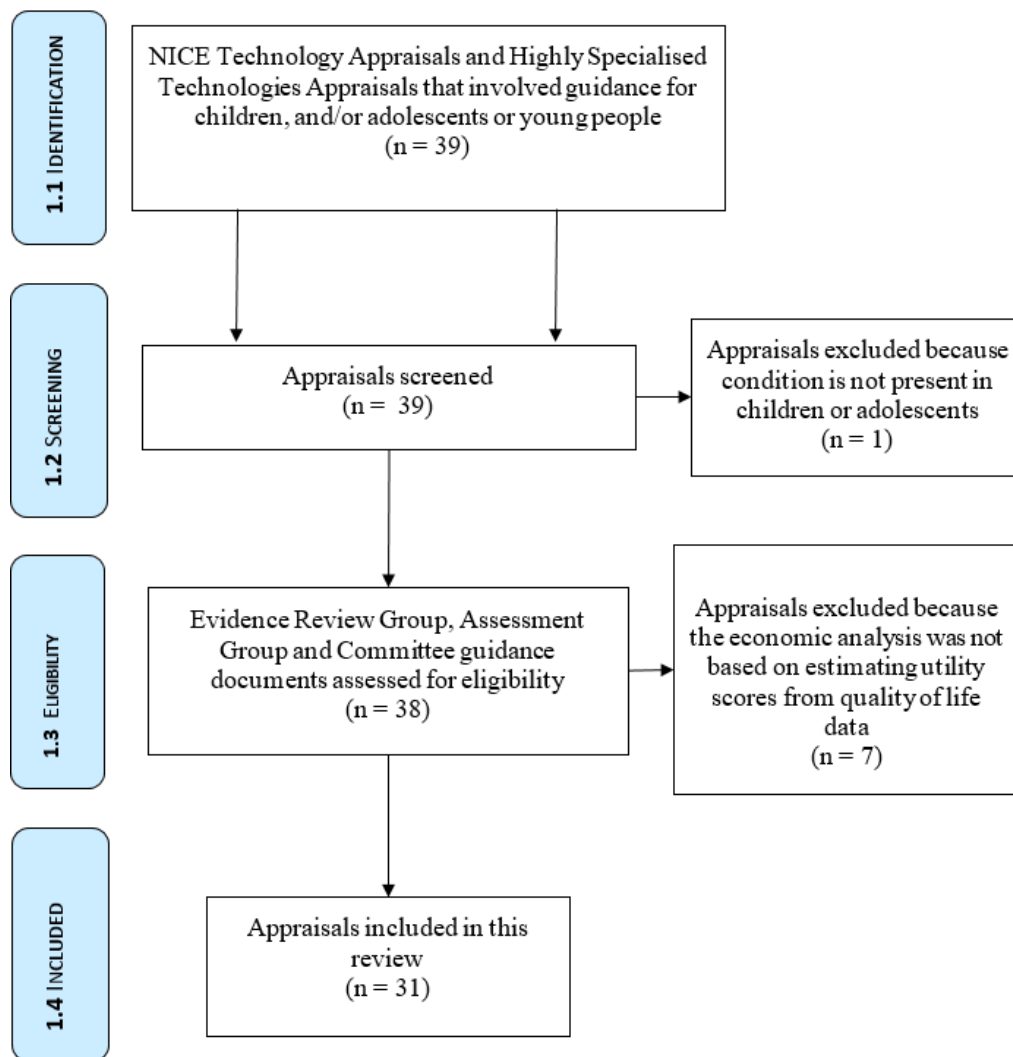 1.1 IDENTIFICATION
NICE Technology Appraisals and Highly Specialised
Technologies Appraisals that involved guidance for
children, and/or adolescents or young people
(n = 39)
1.2 SCREENING
Appraisals screened
(n = 39)
Appraisals excluded because
condition is not present in
children or adolescents
(n = 1)
1.3 ELIGIBILITY
Evidence Review Group, Assessment
Group and Committee guidance
documents assessed for eligibility
(n = 38)
Appraisals excluded because
the economic analysis was not
based on estimating utility
scores from quality of life
data
(n = 7)
1.4 INCLUDED
Appraisals included in this
review
(n = 31)